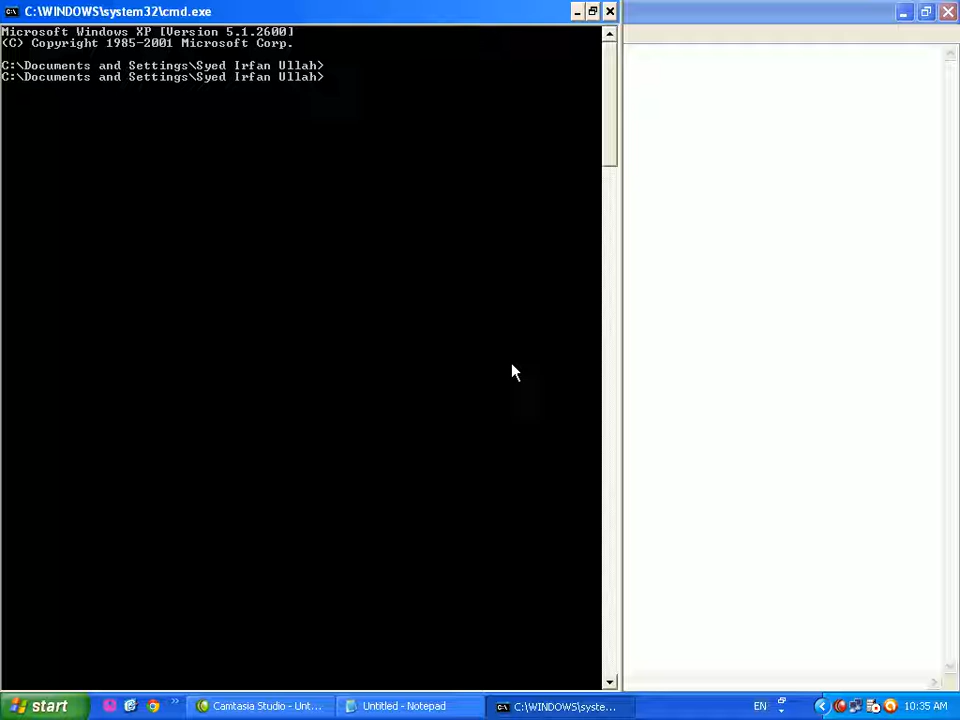 C:\WINDOWS\system32\cmd.exe
Microsoft Windows XP [Version 5.1.2600]
(C) Copyright 1985-2001 Microsoft Corp.
C:\Documents and Settings\Syed Irfan Ullah>
C:\Documents and Settings\Syed Irfan Ullah>
start
Camtasia Studio - Unt...
Untitled - Notepad
C:\WINDOWS\syste...
EN
10:35 AM